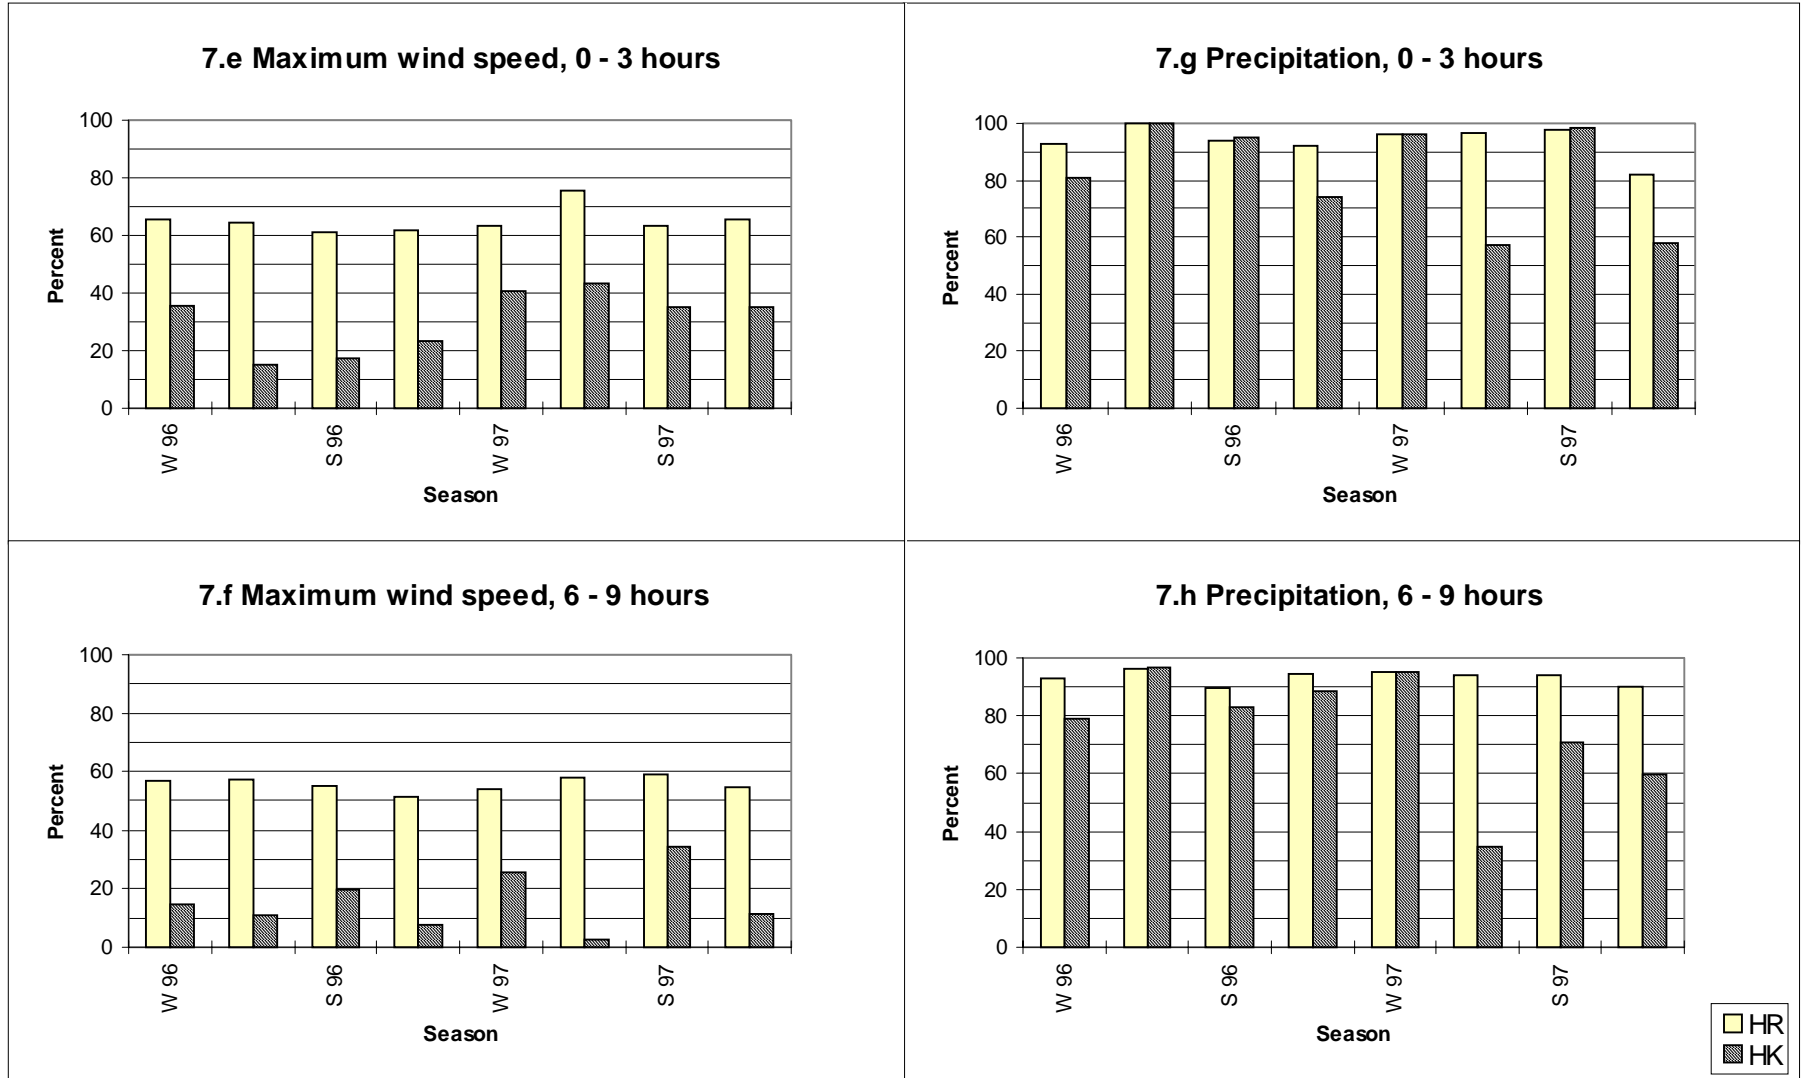 7.e Maximum wind speed, 0 - 3 hours
100
80
60
40
20
0
Percent
W 96
S 96
W 97
S 97
Season
7.g Precipitation, 0 - 3 hours
100
80
60
40
20
0
Percent
W 96
S 96
W 97
S 97
Season
7.f Maximum wind speed, 6 - 9 hours
100
80
60
40
20
0
Percent
W 96
S 96
W 97
S 97
Season
7.h Precipitation, 6 - 9 hours
100
80
60
40
20
0
Percent
W 96
S 96
W 97
S 97
Season
HR
HK